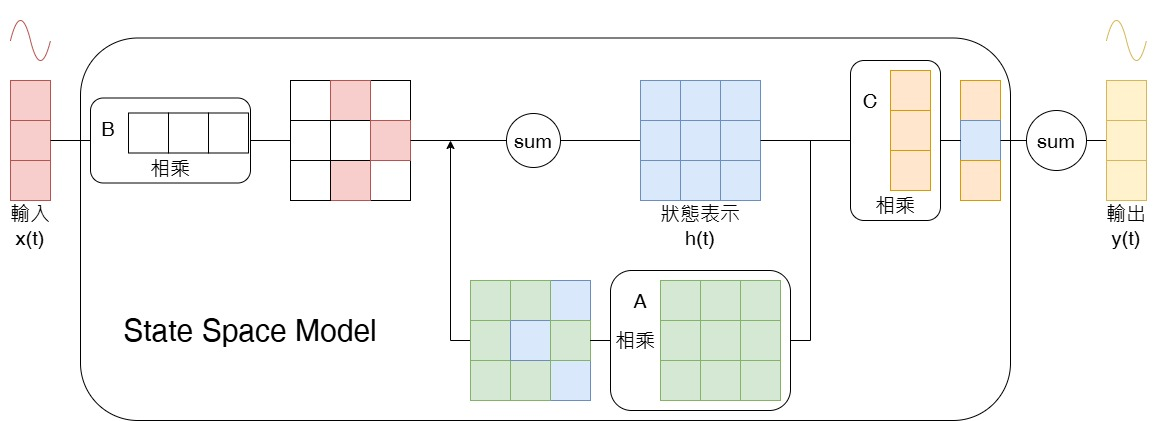 B
相乘
輸入
x(t)
sum
狀態表示
h(t)
C
相乘
sum
輸出
y(t)
A
相乘
State Space Model